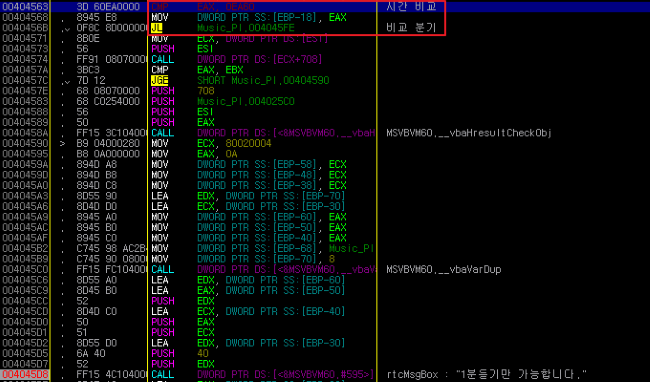 00404563 . 3D 60EA0000 CMP EAX, 0EA60 시간 비교
00404568 . 8945 E8 MOV DWORD PTR SS:[EBP-18], EAX
0040456B .⌄ 0F8C 8D000000 JL Music_Pl.004045FE 비교 분기
00404571 . 8B0E MOV ECX, DWORD PTR DS:[ESI]
00404573 . 56 PUSH ESI
00404574 . FF91 08070000 CALL DWORD PTR DS:[ECX+708]
0040457A . 3BC3 CMP EAX, EBX
0040457C .⌄ 7D 12 JGE SHORT Music_Pl.00404590
0040457E . 68 08070000 PUSH 708
00404583 . 68 C0254000 PUSH Music_Pl.004025C0
00404588 . 56 PUSH ESI
00404589 . 50 PUSH EAX
0040458A . FF15 3C104000 CALL DWORD PTR DS:[<&MSVBVM60.__vbaH MSVBVM60.__vbaHresultCheckObj
00404590 > B9 04000280 MOV ECX, 80020004
00404595 . B8 0A000000 MOV EAX, 0A
0040459A . 894D A8 MOV DWORD PTR SS:[EBP-58], ECX
0040459D . 894D B8 MOV DWORD PTR SS:[EBP-48], ECX
004045A0 . 894D C8 MOV DWORD PTR SS:[EBP-38], ECX
004045A3 . 8D55 90 LEA EDX, DWORD PTR SS:[EBP-70]
004045A6 . 8D4D D0 LEA ECX, DWORD PTR SS:[EBP-30]
004045A9 . 8945 A0 MOV DWORD PTR SS:[EBP-60], EAX
004045AC . 8945 B0 MOV DWORD PTR SS:[EBP-50], EAX
004045AF . 8945 C0 MOV DWORD PTR SS:[EBP-40], EAX
004045B2 . C745 98 AC2B4 MOV DWORD PTR SS:[EBP-68], Music_Pl
004045B9 . C745 90 08000 MOV DWORD PTR SS:[EBP-70], 8
004045C0 . FF15 FC104000 CALL DWORD PTR DS:[<&MSVBVM60.__vbaV MSVBVM60.__vbaVarDup
004045C6 . 8D55 A0 LEA EDX, DWORD PTR SS:[EBP-60]
004045C9 . 8D45 B0 LEA EAX, DWORD PTR SS:[EBP-50]
004045CC . 52 PUSH EDX
004045CD . 8D4D C0 LEA ECX, DWORD PTR SS:[EBP-40]
004045D0 . 50 PUSH EAX
004045D1 . 51 PUSH ECX
004045D2 . 8D55 D0 LEA EDX, DWORD PTR SS:[EBP-30]
004045D5 . 6A 40 PUSH 40
004045D7 . 52 PUSH EDX
004045D8 . FF15 4C104000 CALL DWORD PTR DS:[<&MSVBVM60.#595>] rtcMsgBox : "1분듣기만 가능합니다."